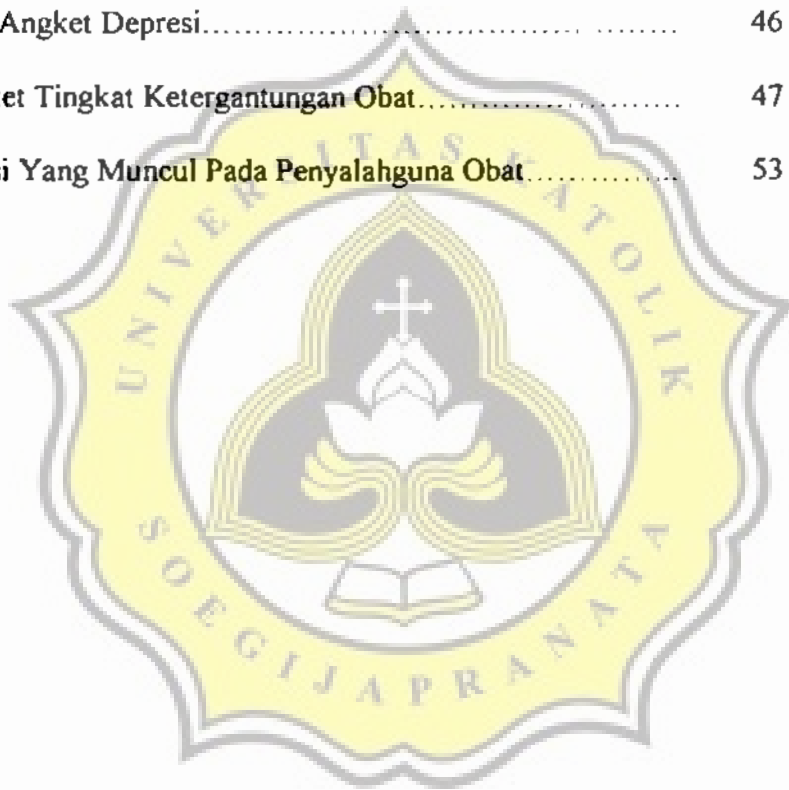 Angket Depresi................................ ........ 46
et Tingkat Ketergantungan Obat.......................... 47
i Yang Muncul Pada Penyalahguna Obat............... 53
UNIVERSITAS KATOLIK
SOEGIJAPRANATA